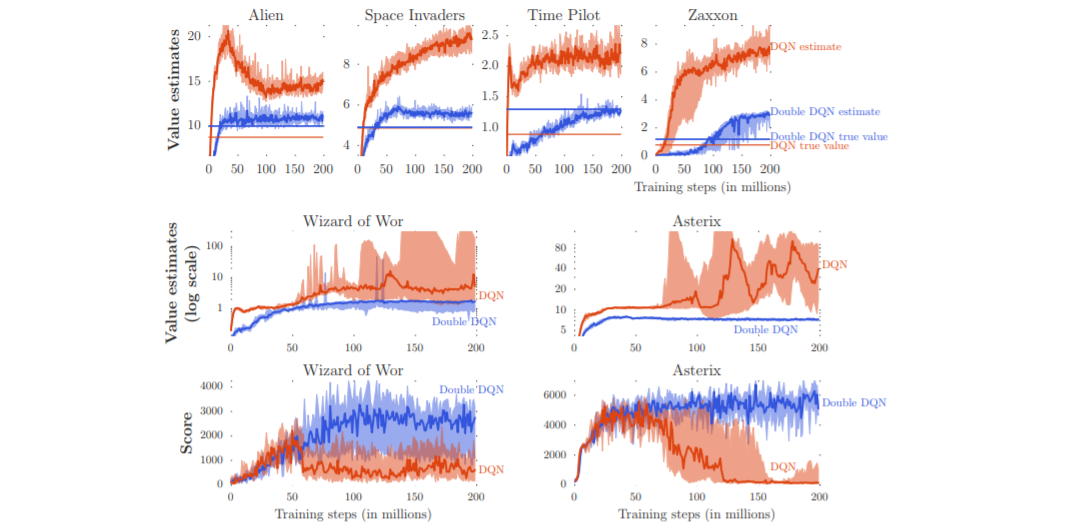 Alien Space Invaders Time Pilot Zaxxon
Value estimates
20
15
10
0 50 100 150 200
8
6
4
0 50 100 150 200
2.5
2.0
1.5
1.0
0 50 100 150 200
8
6
4
2
0
0 50 100 150 200
DQN estimate
Double DQN estimate
Double DQN true value
DQN true value
Training steps (in millions)
Wizard of Wor Asterix
Value estimates
(log scale)
100
10
1
0 50 100 150 200
DQN
Double DQN
80
40
20
10
5
0 50 100 150 200
DQN
Double DQN
Wizard of Wor Asterix
Score
4000
3000
2000
1000
0
0 50 100 150 200
Double DQN
DQN
Training steps (in millions)
6000
4000
2000
0
0 50 100 150 200
Double DQN
DQN
Training steps (in millions)